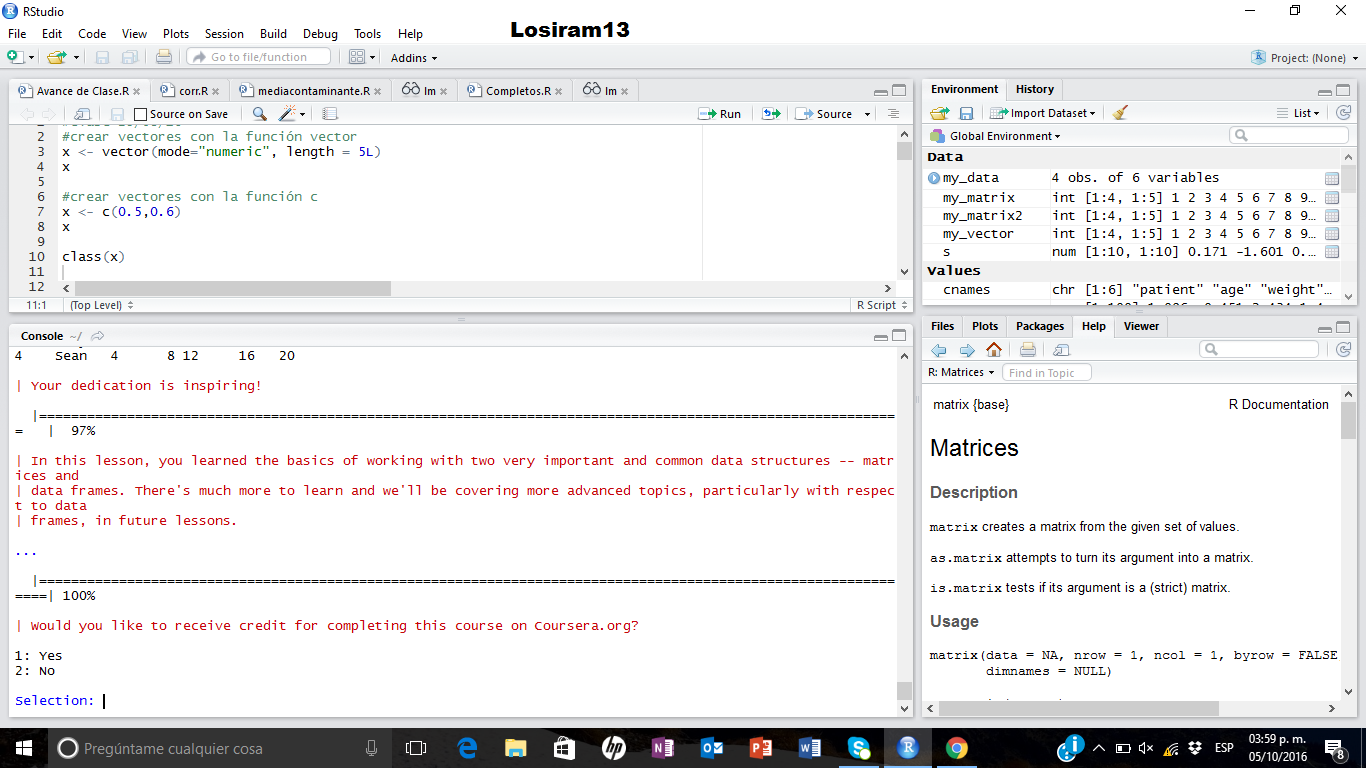 RStudio
Losiram13
File Edit Code View Plots Session Build Debug Tools Help
Go to file/function Addins Project: (None)
Avance de Clase.R corr.R mediacontaminante.R lm Completos.R lm
Source on Save Run Source
2 #crear vectores con la función vector
3 x <- vector(mode="numeric", length = 5L)
4 x
5
6 #crear vectores con la función c
7 x <- c(0.5,0.6)
8 x
9
10 class(x)
11
12
11:1 (Top Level) R Script
Console ~/
4 Sean 4 8 12 16 20
| Your dedication is inspiring!
|===========================================================================================================
= | 97%
| In this lesson, you learned the basics of working with two very important and common data structures -- matr
ices and
| data frames. There's much more to learn and we'll be covering more advanced topics, particularly with respec
t to data
| frames, in future lessons.
...
|===========================================================================================================
====| 100%
| Would you like to receive credit for completing this course on Coursera.org?
1: Yes
2: No
Selection:
Environment History
Import Dataset List
Global Environment
Data
my_data 4 obs. of 6 variables
my_matrix int [1:4, 1:5] 1 2 3 4 5 6 7 8 9…
my_matrix2 int [1:4, 1:5] 1 2 3 4 5 6 7 8 9…
my_vector int [1:4, 1:5] 1 2 3 4 5 6 7 8 9…
s num [1:10, 1:10] 0.171 -1.601 0.…
Values
cnames chr [1:6] "patient" "age" "weight"…
Files Plots Packages Help Viewer
R: Matrices Find in Topic
matrix {base} R Documentation
Matrices
Description
matrix creates a matrix from the given set of values.
as.matrix attempts to turn its argument into a matrix.
is.matrix tests if its argument is a (strict) matrix.
Usage
matrix(data = NA, nrow = 1, ncol = 1, byrow = FALSE
dimnames = NULL)
Pregúntame cualquier cosa
ESP
03:59 p. m.
05/10/2016
8